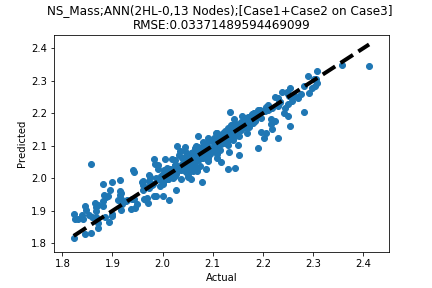 NS_Mass;ANN(2HL-0,13 Nodes);[Case1+Case2 on Case3]
RMSE:0.03371489594469099
2.4
2.3
2.2
2.1
2.0
1.9
1.8
Predicted
1.8 1.9 2.0 2.1 2.2 2.3 2.4
Actual